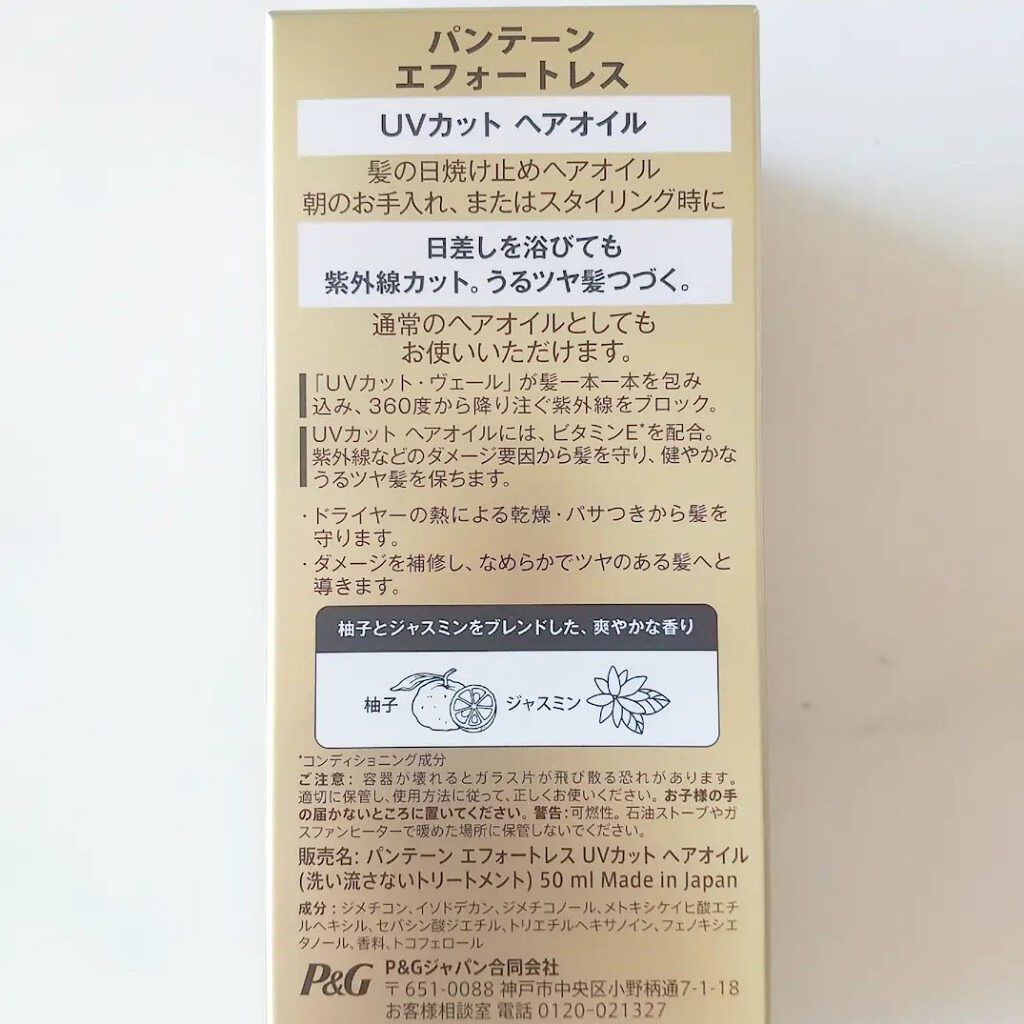 パンテーン
エフォートレス
UVカット ヘアオイル
髪の日焼け止めヘアオイル
朝のお手入れ、またはスタイリング時に
日差しを浴びても
紫外線カット。うるツヤ髪つづく。
通常のヘアオイルとしても
お使いいただけます。
「UVカット・ヴェール」が髪一本一本を包み
込み、360度から降り注ぐ紫外線をブロック。
UVカット ヘアオイルには、ビタミンE*を配合。
紫外線などのダメージ要因から髪を守り、健やかな
うるツヤ髪を保ちます。
・ドライヤーの熱による乾燥・パサつきから髪を
守ります。
・ダメージを補修し、なめらかでツヤのある髪へと
導きます。
柚子とジャスミンをブレンドした、爽やかな香り
柚子 ジャスミン
*コンディショニング成分
ご注意: 容器が壊れるとガラス片が飛び散る恐れがあります。
適切に保管し、使用方法に従って、正しくお使いください。お子様の手
の届かないところに置いてください。警告:可燃性。石油ストーブやガ
スファンヒーターで暖めた場所に保管しないでください。
販売名: パンテーン エフォートレス UVカット ヘアオイル
(洗い流さないトリートメント) 50 ml Made in Japan
成分 : ジメチコン、イソドデカン、ジメチコノール、メトキシケイヒ酸エチ
ルヘキシル、セバシン酸ジエチル、トリエチルヘキサノイン、フェノキシエ
タノール、香料、トコフェロール
P&G P&Gジャパン合同会社
〒651-0088 神戸市中央区小野柄通7-1-18
お客様相談室 電話 0120-021327